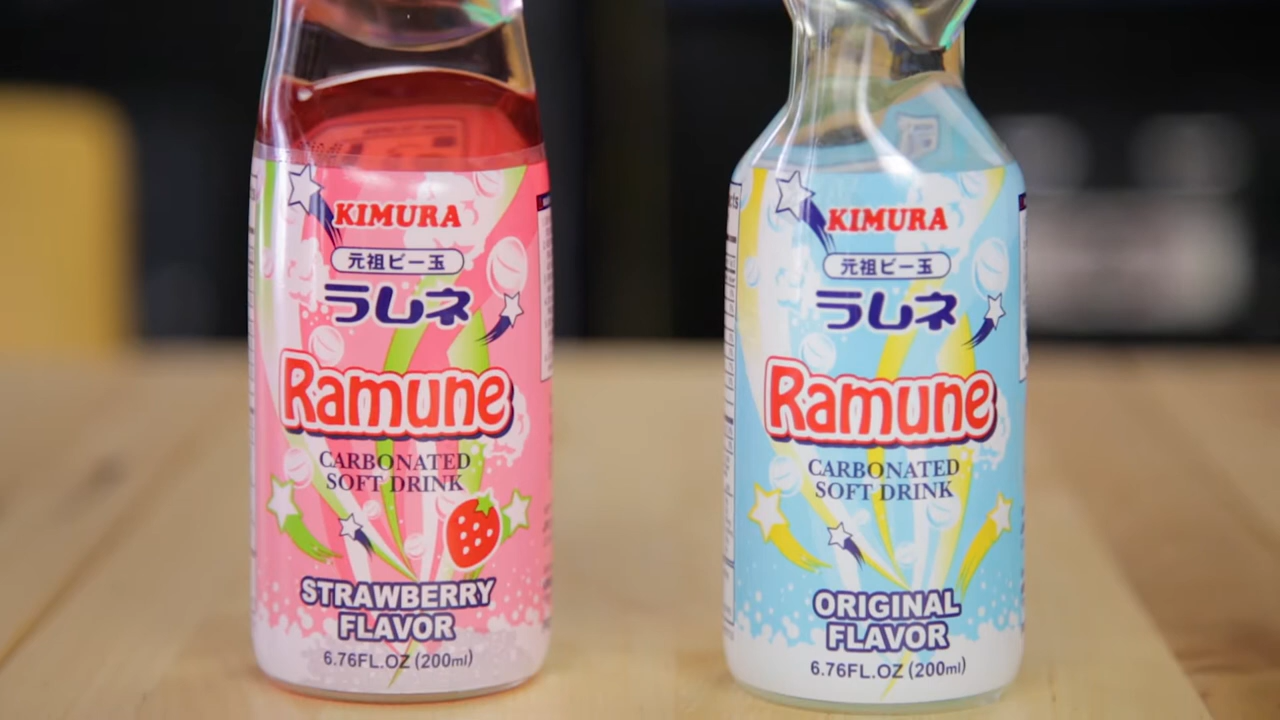 KIMURA
元祖ビー玉
ラムネ
Ramune
CARBONATED
SOFT DRINK
STRAWBERRY
FLAVOR
6.76FL.OZ (200ml)
KIMURA
元祖ビー玉
ラムネ
Ramune
CARBONATED
SOFT DRINK
ORIGINAL
FLAVOR
6.76FL.OZ (200ml)